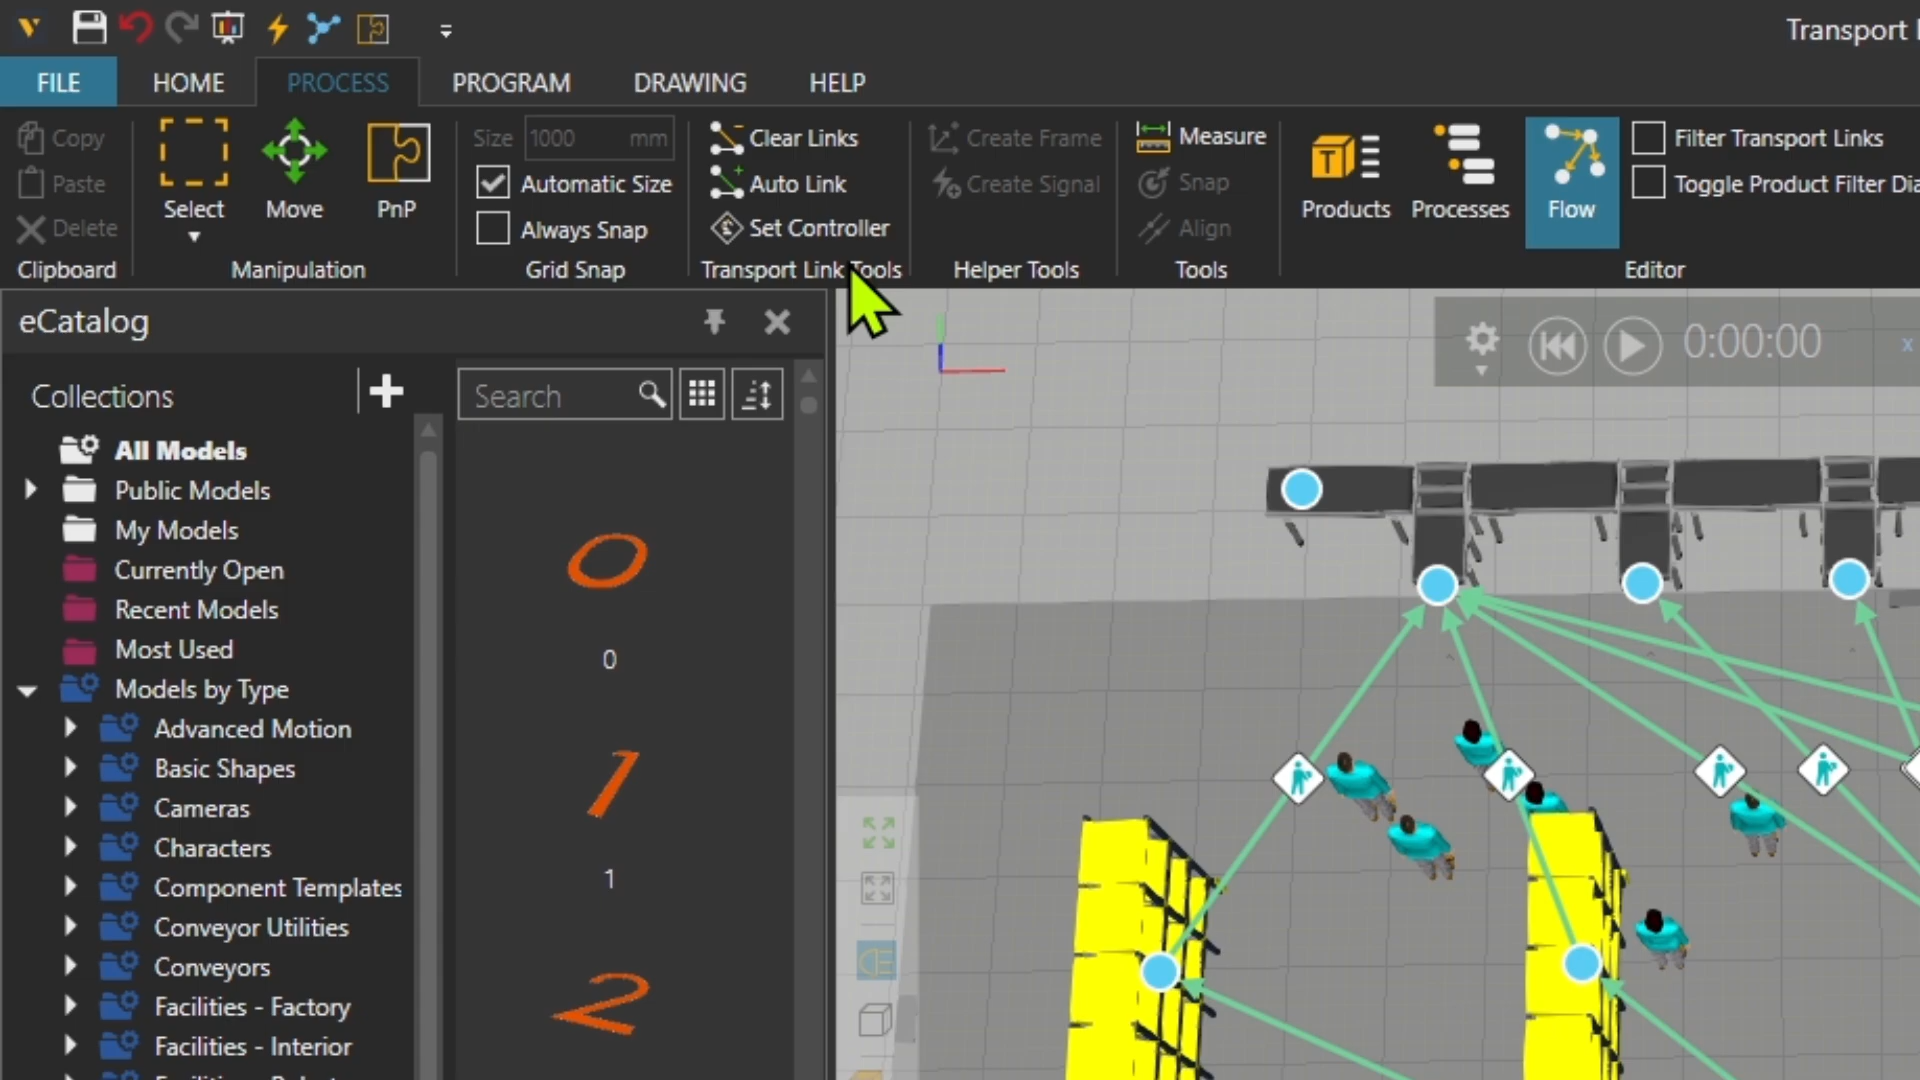 Transport
FILE HOME PROCESS PROGRAM DRAWING HELP
Copy
Paste
Delete
Clipboard
Select
Move
PnP
Manipulation
Size 1000 mm
Automatic Size
Always Snap
Grid Snap
Clear Links
Auto Link
Set Controller
Transport Link Tools
Create Frame
Create Signal
Helper Tools
Measure
Snap
Align
Tools
Products
Processes
Flow
Filter Transport Links
Toggle Product Filter
Editor
eCatalog
Collections
Search
All Models
Public Models
My Models
Currently Open
Recent Models
Most Used
Models by Type
Advanced Motion
Basic Shapes
Cameras
Characters
Component Templates
Conveyor Utilities
Conveyors
Facilities - Factory
Facilities - Interior
0
0
1
1
2
0:00:00
x